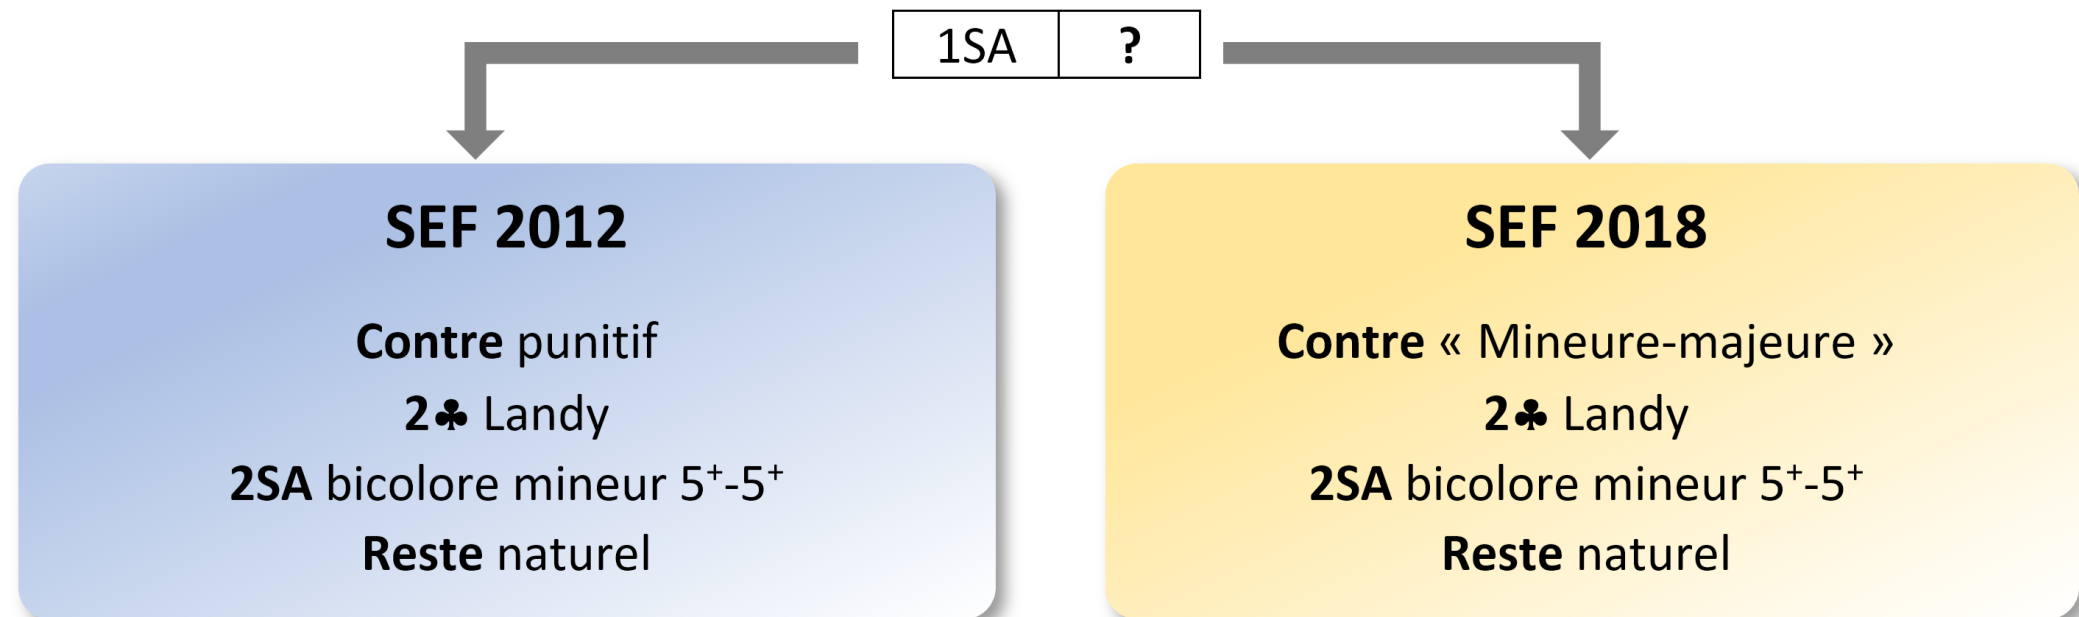 1SA ?
SEF 2012
Contre punitif
2♣ Landy
2SA bicolore mineur 5⁺-5⁺
Reste naturel
SEF 2018
Contre « Mineure-majeure »
2♣ Landy
2SA bicolore mineur 5⁺-5⁺
Reste naturel